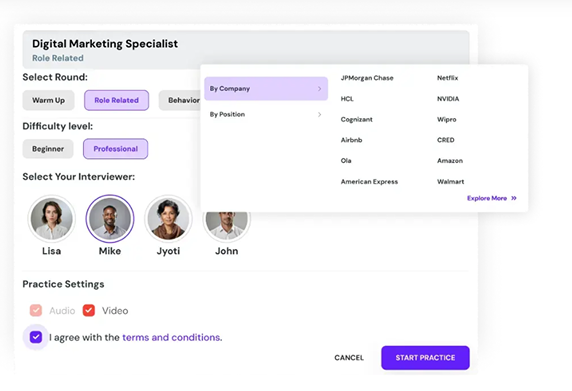 Digital Marketing Specialist
Role Related
Select Round:
Warm Up
Role Related
Behavior
Difficulty level:
Beginner
Professional
Select Your Interviewer:
Lisa
Mike
Jyoti
John
By Company
By Position
JPMorgan Chase
Netflix
HCL
NVIDIA
Cognizant
Wipro
Airbnb
CRED
Ola
Amazon
American Express
Walmart
Explore More »
Practice Settings
Audio
Video
I agree with the terms and conditions.
CANCEL
START PRACTICE